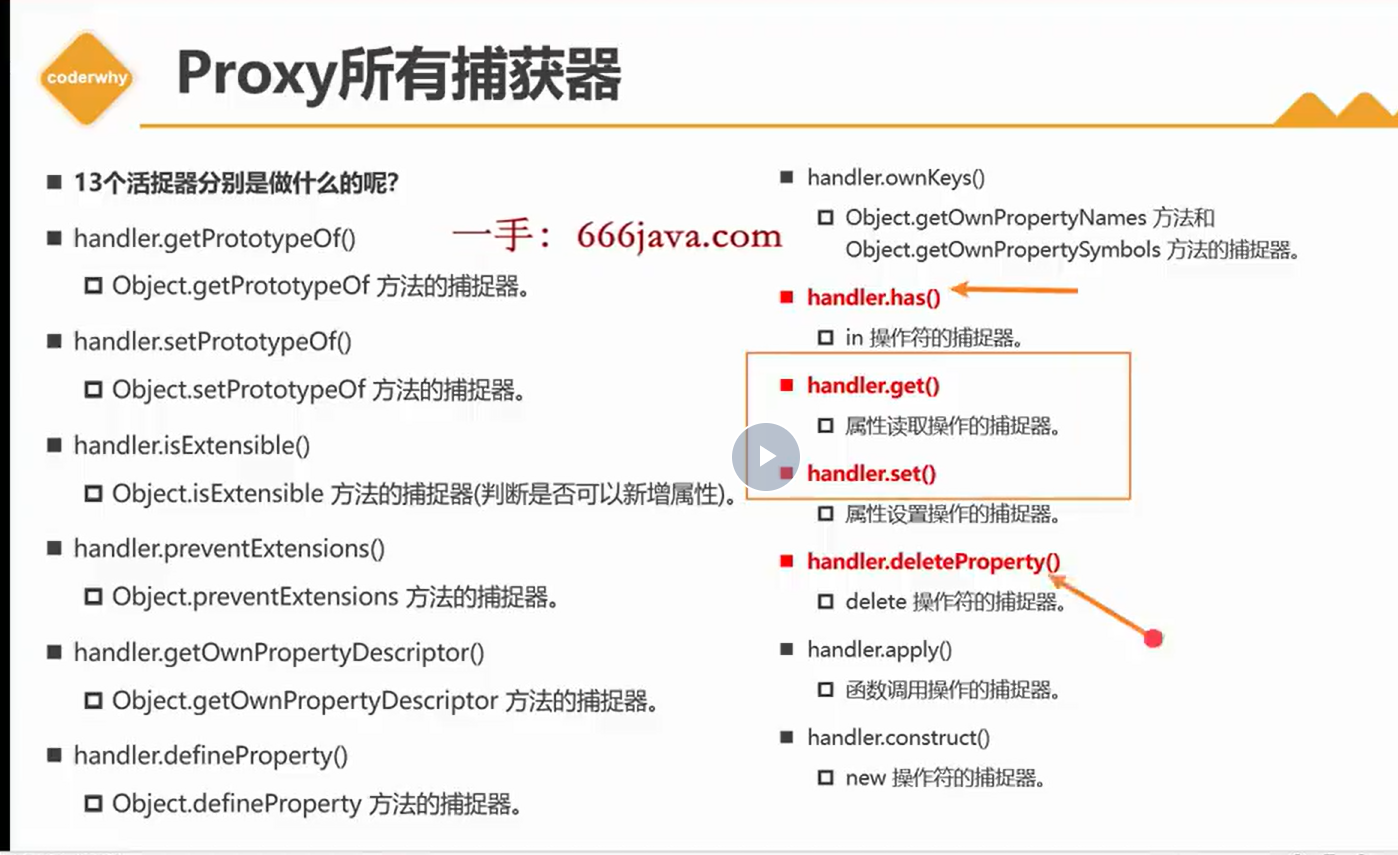 coderwhy
Proxy所有捕获器
13个活捉器分别是做什么的呢?
handler.getPrototypeOf()
Object.getPrototypeOf 方法的捕捉器。
handler.setPrototypeOf()
Object.setPrototypeOf 方法的捕捉器。
handler.isExtensible()
Object.isExtensible 方法的捕捉器(判断是否可以新增属性)。
handler.preventExtensions()
Object.preventExtensions 方法的捕捉器。
handler.getOwnPropertyDescriptor()
Object.getOwnPropertyDescriptor 方法的捕捉器。
handler.defineProperty()
Object.defineProperty 方法的捕捉器。
一手：666java.com
handler.ownKeys()
Object.getOwnPropertyNames 方法和
Object.getOwnPropertySymbols 方法的捕捉器。
handler.has()
in 操作符的捕捉器。
handler.get()
属性读取操作的捕捉器。
handler.set()
属性设置操作的捕捉器。
handler.deleteProperty()
delete 操作符的捕捉器。
handler.apply()
函数调用操作的捕捉器。
handler.construct()
new 操作符的捕捉器。